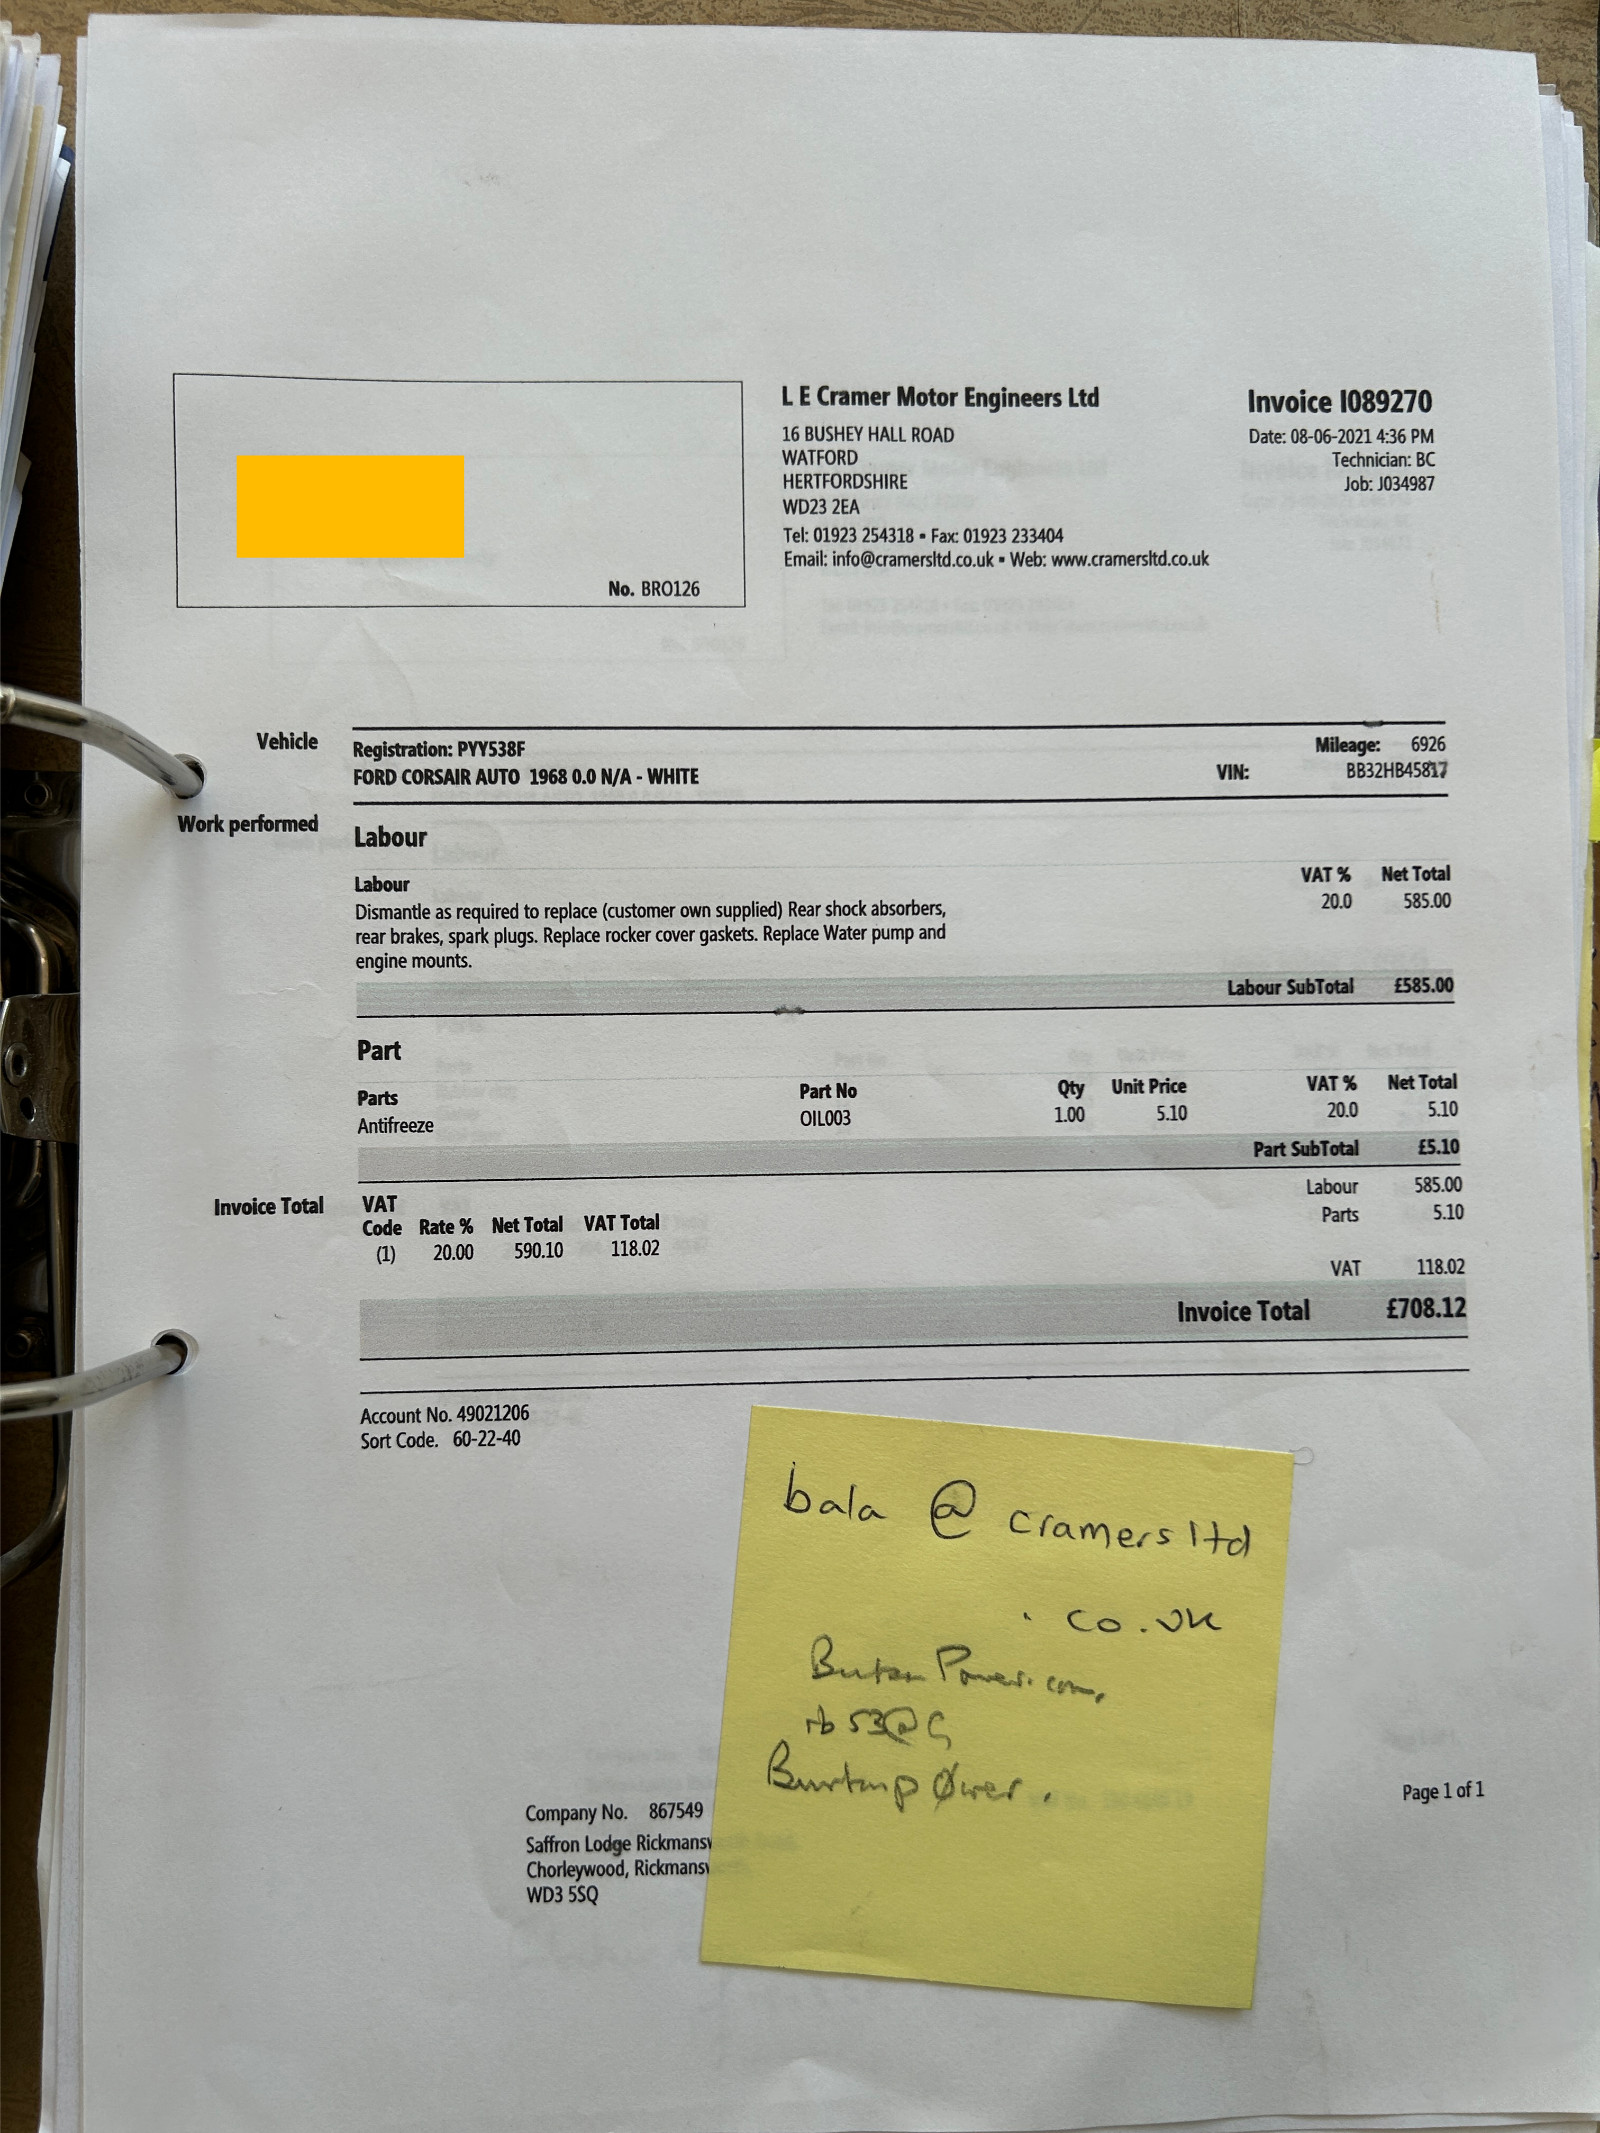 L E Cramer Motor Engineers Ltd
16 BUSHEY HALL ROAD
WATFORD
HERTFORDSHIRE
WD23 2EA
Tel: 01923 254318 ▪ Fax: 01923 233404
Email: info@cramersltd.co.uk ▪ Web: www.cramersltd.co.uk
Invoice I089270
Date: 08-06-2021 4:36 PM
Technician: BC
Job: J034987
No. BRO126
Vehicle
Registration: PYY538F
Mileage: 6926
FORD CORSAIR AUTO 1968 0.0 N/A - WHITE
VIN: BB32HB45817
Work performed
Labour
Labour VAT % Net Total
Dismantle as required to replace (customer own supplied) Rear shock absorbers, 20.0 585.00
rear brakes, spark plugs. Replace rocker cover gaskets. Replace Water pump and
engine mounts.
Labour SubTotal £585.00
Part
Parts Part No Qty Unit Price VAT % Net Total
Antifreeze OIL003 1.00 5.10 20.0 5.10
Part SubTotal £5.10
Invoice Total
VAT
Code Rate % Net Total VAT Total
(1) 20.00 590.10 118.02
Labour 585.00
Parts 5.10
VAT 118.02
Invoice Total £708.12
Account No. 49021206
Sort Code. 60-22-40
bala @ cramersltd
. co.uk
Burton Power.com,
Burtonpower.
Company No. 867549
Saffron Lodge
Chorleywood,
WD3 5SQ
Page 1 of 1